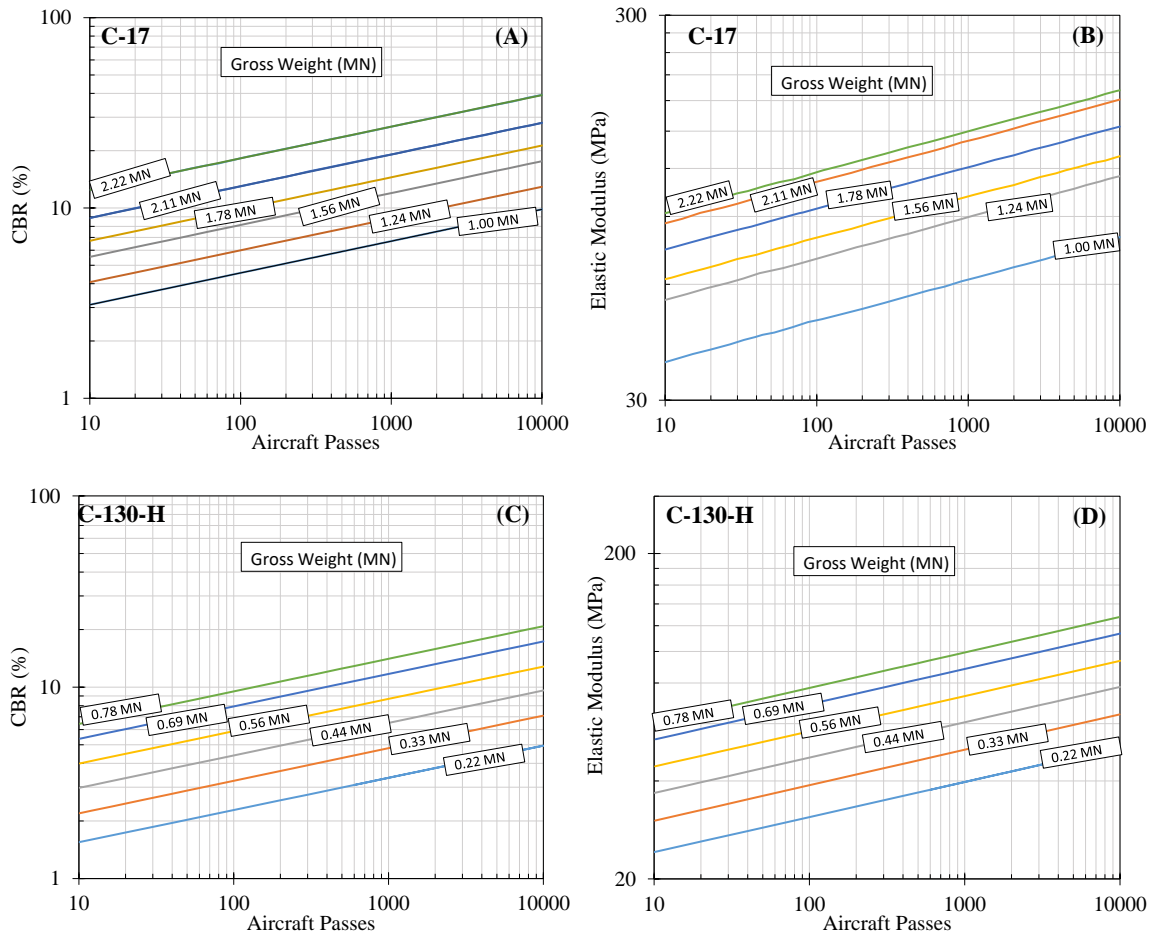 C-17
(A)
Gross Weight (MN)
CBR (%)
100
10
1
2.22 MN
2.11 MN
1.78 MN
1.56 MN
1.24 MN
1.00 MN
10
100
1000
10000
Aircraft Passes
C-17
(B)
Gross Weight (MN)
Elastic Modulus (MPa)
300
30
2.22 MN
2.11 MN
1.78 MN
1.56 MN
1.24 MN
1.00 MN
10
100
1000
10000
Aircraft Passes
C-130-H
(C)
Gross Weight (MN)
CBR (%)
100
10
1
0.78 MN
0.69 MN
0.56 MN
0.44 MN
0.33 MN
0.22 MN
10
100
1000
10000
Aircraft Passes
C-130-H
(D)
Gross Weight (MN)
Elastic Modulus (MPa)
200
20
0.78 MN
0.69 MN
0.56 MN
0.44 MN
0.33 MN
0.22 MN
10
100
1000
10000
Aircraft Passes